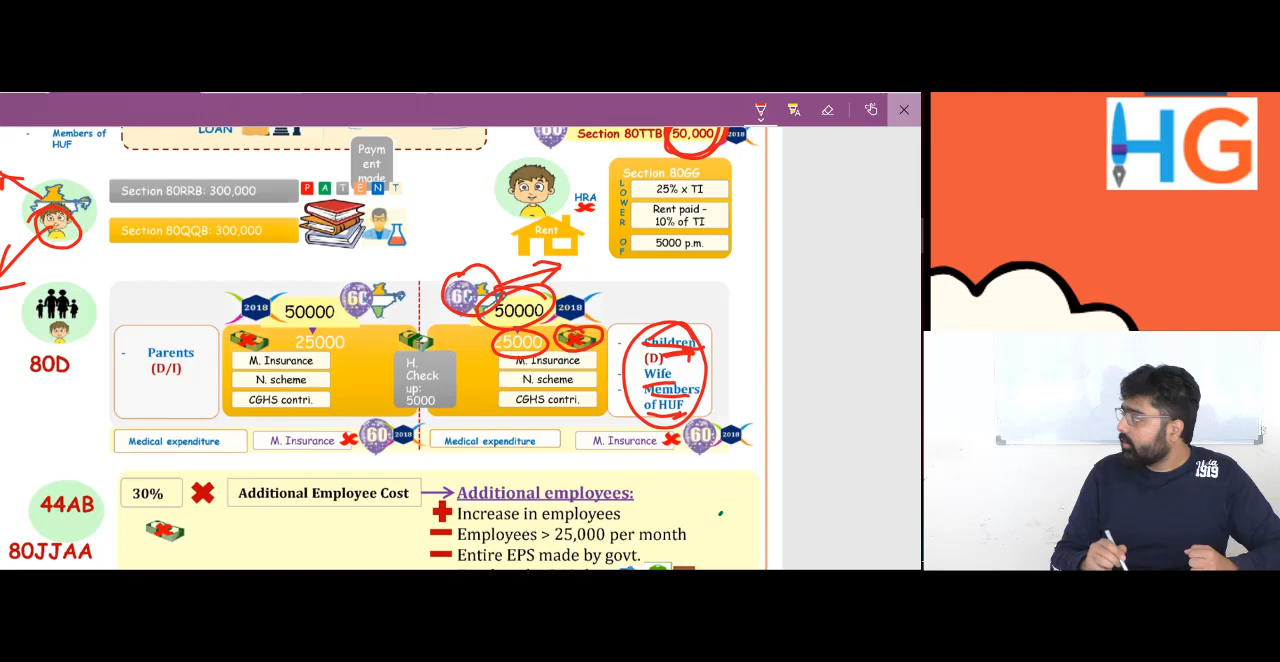 Members of
HUF
LOAN
Section 80TTB 50,000
2018
Section 80RRB: 300,000
Section 80QQB: 300,000
Paym
ent
made
P A T E N T
HRA
Rent
Section 80GG
LOWER OF
25% x TI
Rent paid -
10% of TI
5000 p.m.
80D
- Parents
(D/I)
2018
50000
60
25000
M. Insurance
N. scheme
CGHS contri.
H.
Check
up:
5000
60
50000
2018
25000
M. Insurance
N. scheme
CGHS contri.
- Children
(D)
- Wife
- Members
of HUF
Medical expenditure
M. Insurance
60
2018
Medical expenditure
M. Insurance
60
2018
44AB
80JJAA
30%
Additional Employee Cost
Additional employees:
Increase in employees
Employees > 25,000 per month
Entire EPS made by govt.
HG
1919